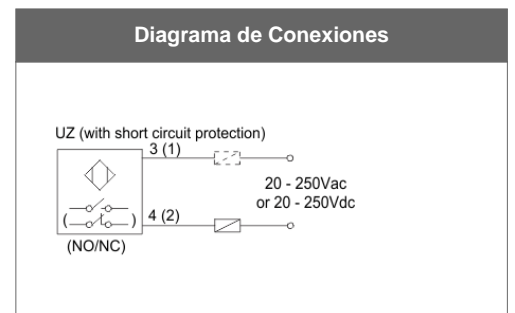 Diagrama de Conexiones
UZ (with short circuit protection)
3 (1)
20 - 250Vac
or 20 - 250Vdc
4 (2)
(NO/NC)